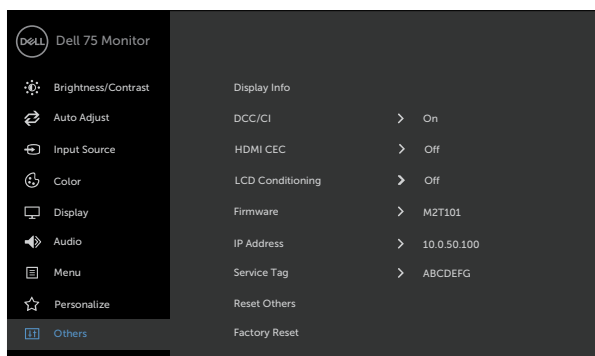 DELL Dell 75 Monitor
Brightness/Contrast
Auto Adjust
Input Source
Color
Display
Audio
Menu
Personalize
Others
Display Info
DCC/CI > On
HDMI CEC > Off
LCD Conditioning > Off
Firmware > M2T101
IP Address > 10.0.50.100
Service Tag > ABCDEFG
Reset Others
Factory Reset